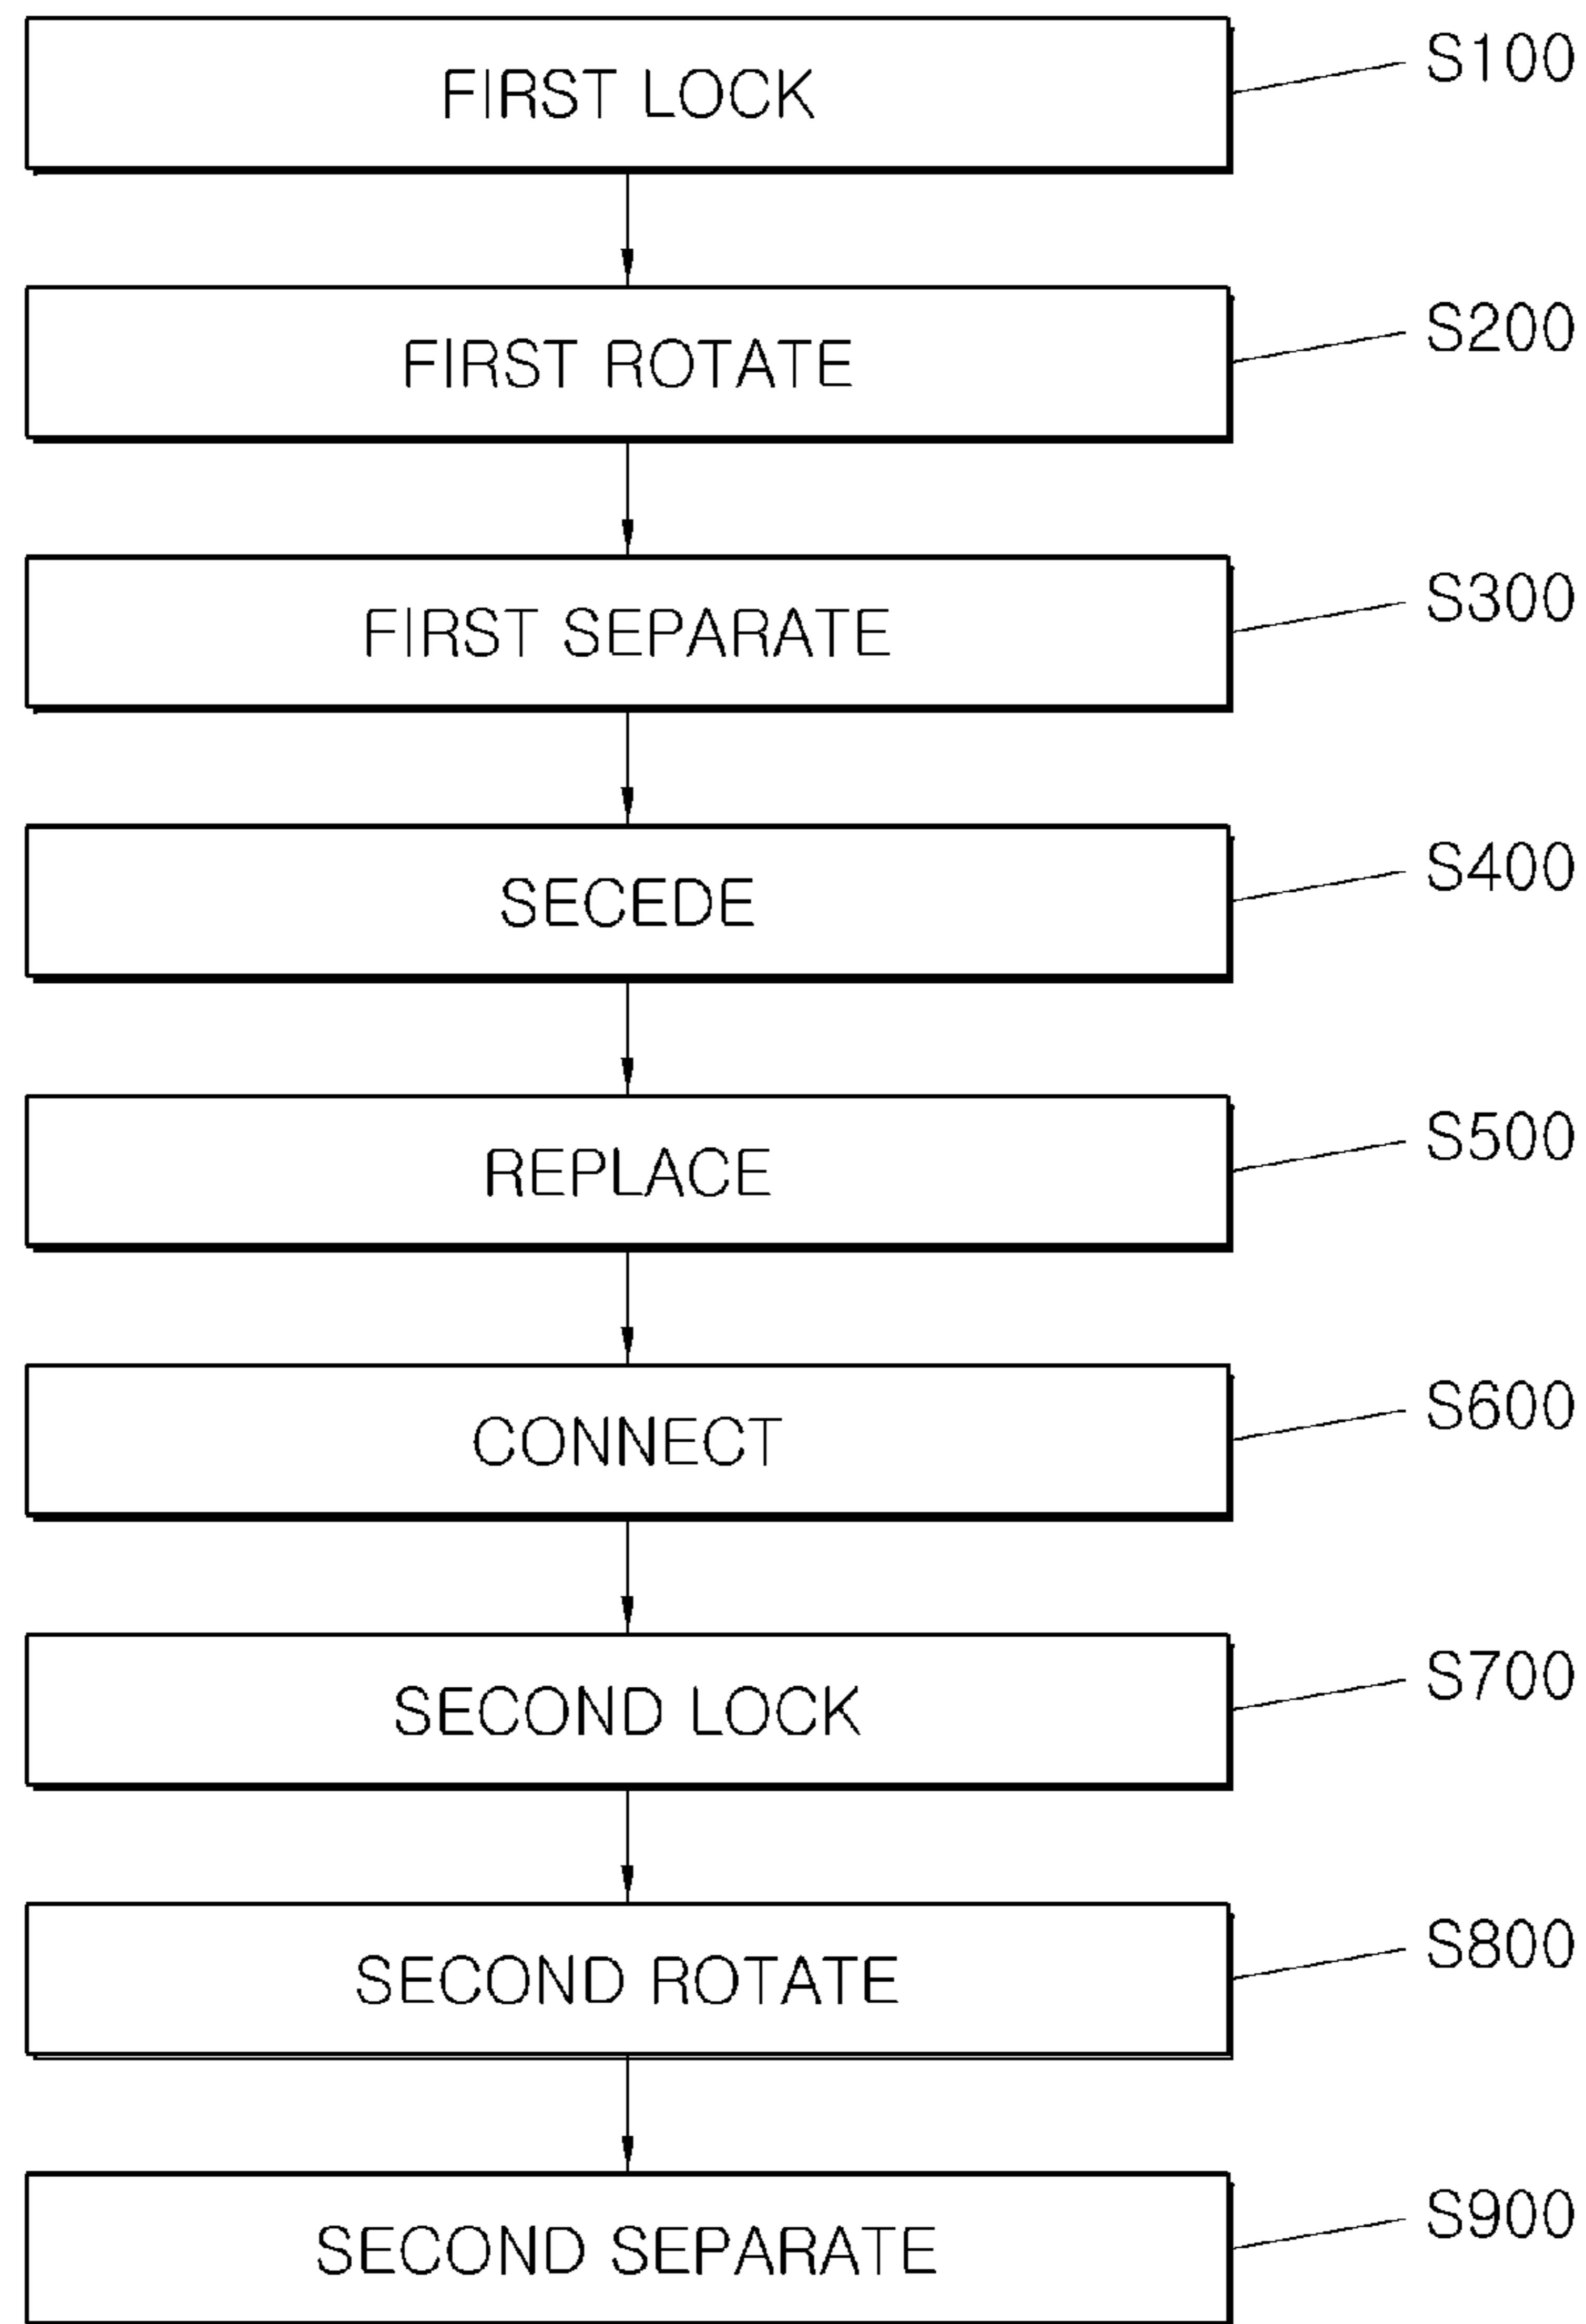 FIRST LOCK S100
FIRST ROTATE S200
FIRST SEPARATE S300
SECEDE S400
REPLACE S500
CONNECT S600
SECOND LOCK S700
SECOND ROTATE S800
SECOND SEPARATE S900